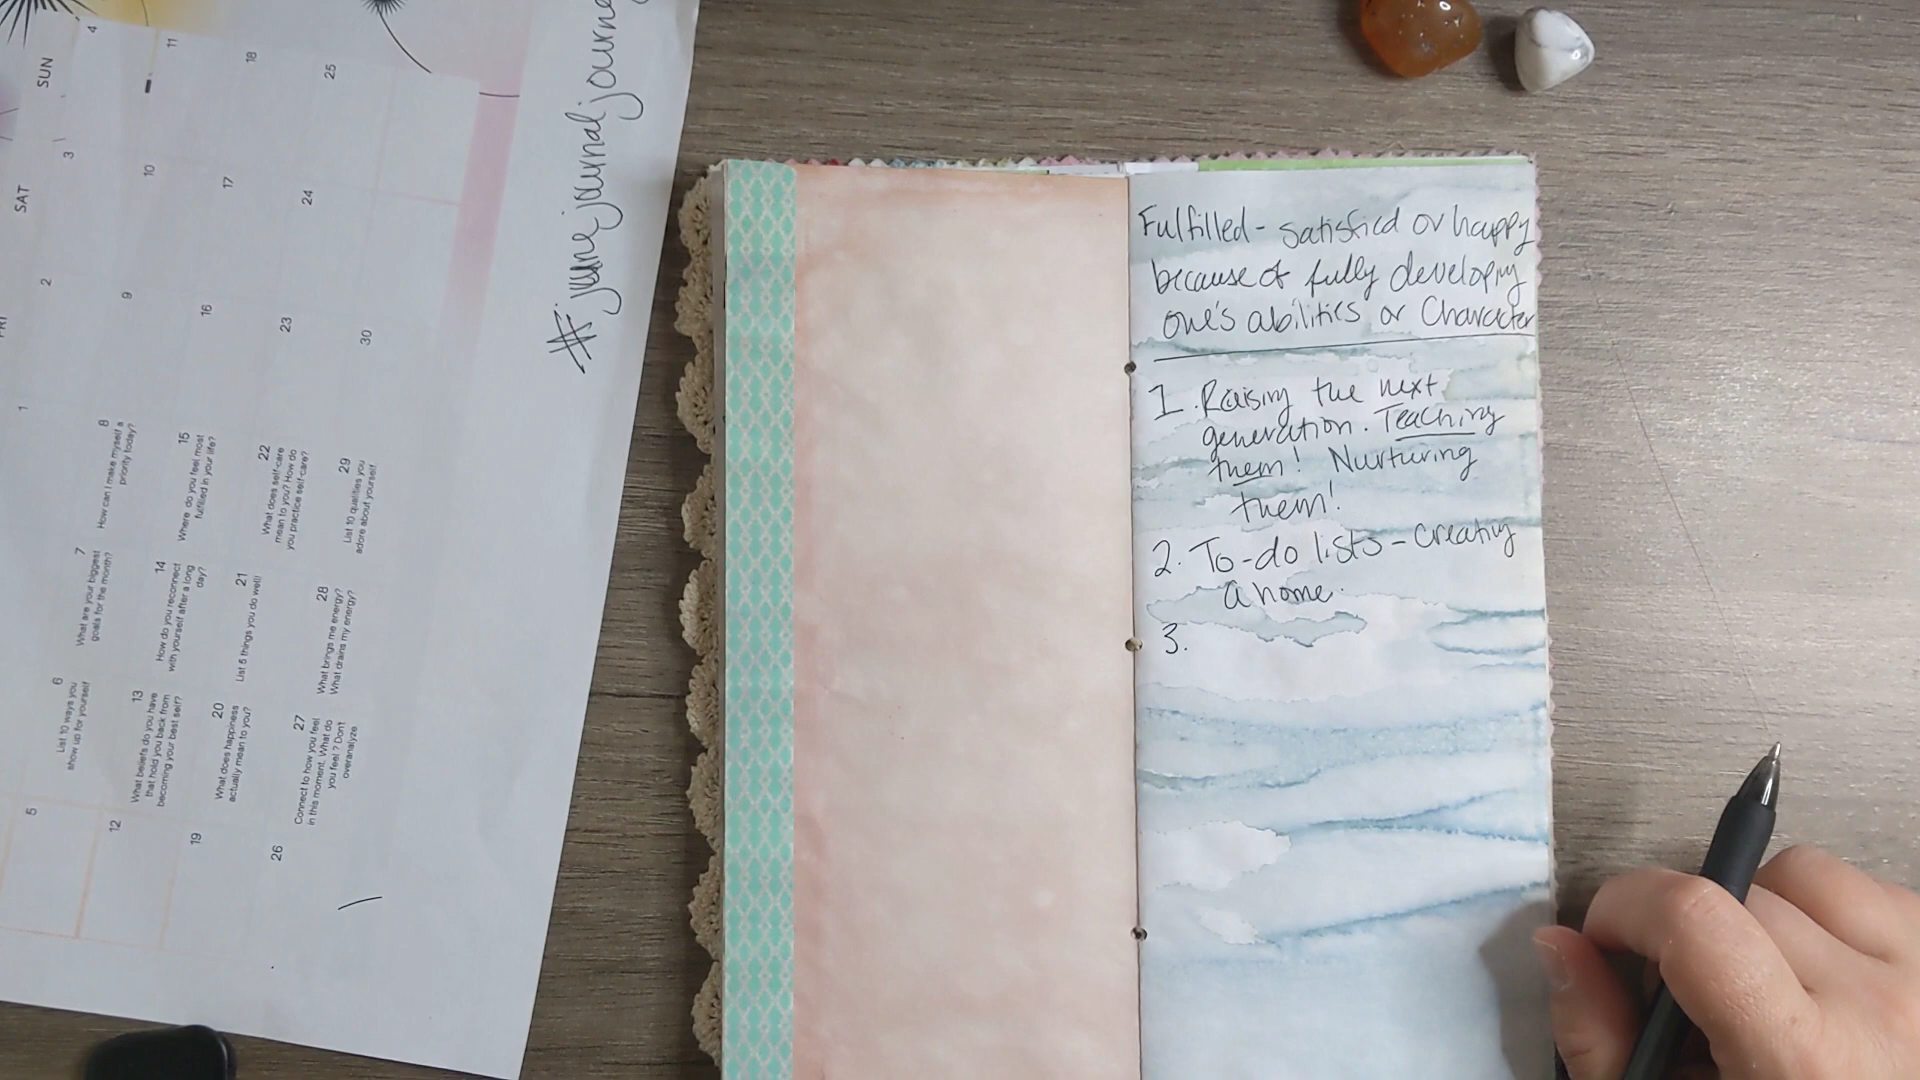 Fulfilled - satisfied or happy
because of fully developing
one's abilities or Character
1. Raising the next
generation. Teaching
them! Nurturing
them!
2. To-do lists - Creating
a home.
3.
#junejournaljourne
SUN
SAT
FRI
1
2
3
4
5
6
List 10 ways you
show up for yourself
7
What are your biggest
goals for the month?
8
How can I make myself a
priority today?
9
10
11
12
13
What beliefs do you have
that hold you back from
becoming your best self?
14
How do you reconnect
with yourself after a long
day?
15
Where do you feel most
fulfilled in your life?
16
17
18
19
20
What does happiness
actually mean to you?
21
List 5 things you do well!
22
What does self-care
mean to you? How do
you practice self-care?
23
24
25
26
27
Connect to how you feel
in this moment. What do
you feel ? Dont
overanalyze
28
What brings me energy?
What drains my energy?
29
List 10 qualities you
adore about yourself
30